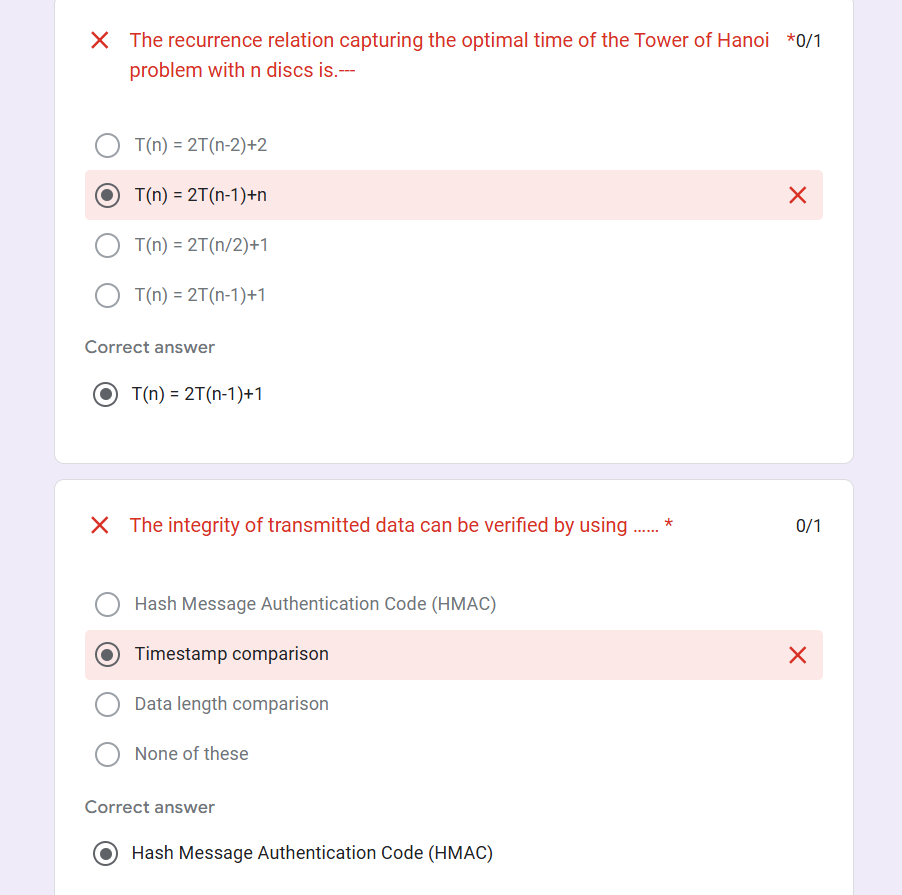 The recurrence relation capturing the optimal time of the Tower of Hanoi *0/1
problem with n discs is.---
T(n) = 2T(n-2)+2
T(n) = 2T(n-1)+n
T(n) = 2T(n/2)+1
T(n) = 2T(n-1)+1
Correct answer
T(n) = 2T(n-1)+1
The integrity of transmitted data can be verified by using ...... * 0/1
Hash Message Authentication Code (HMAC)
Timestamp comparison
Data length comparison
None of these
Correct answer
Hash Message Authentication Code (HMAC)